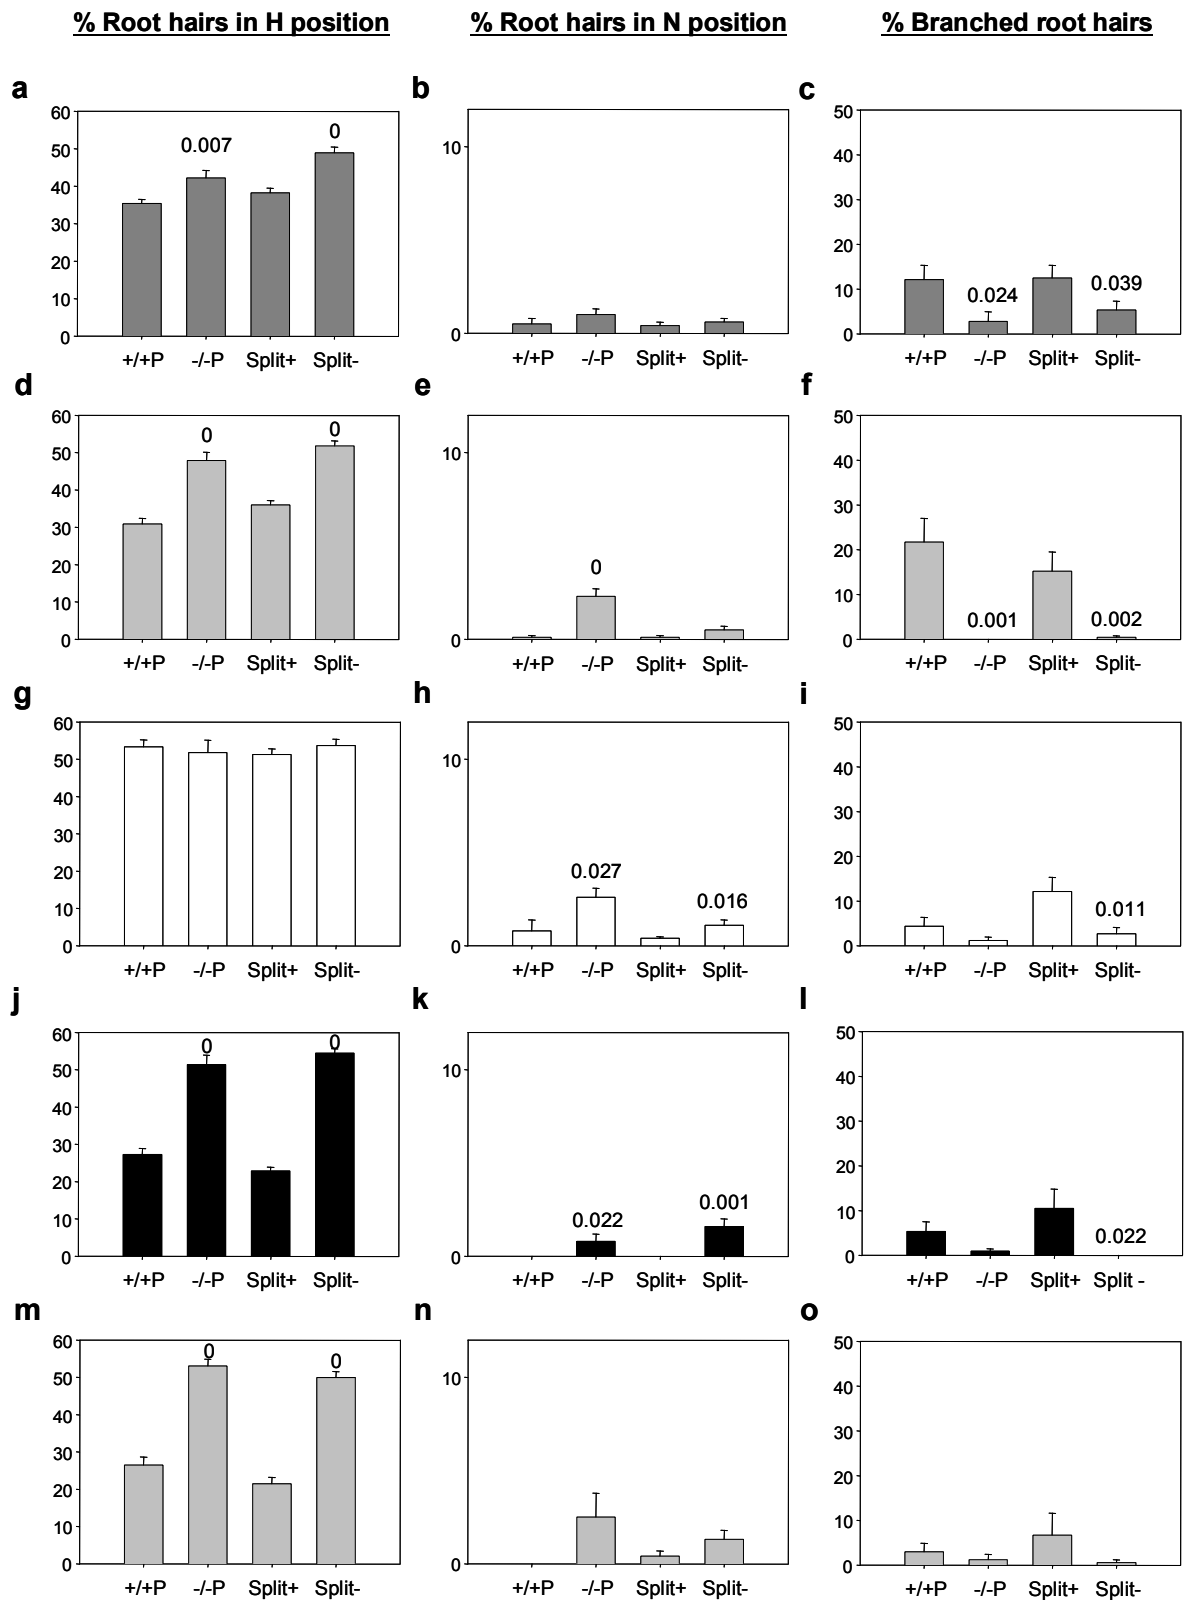 % Root hairs in H position % Root hairs in N position % Branched root hairs
a b c
60 10 50
50 0.007 0 40
40 30
30 20
20 10 0.024 0.039
10 0
0 0
+/+P -/-P Split+ Split- +/+P -/-P Split+ Split- +/+P -/-P Split+ Split-
d e f
60 10 50
50 0 0 40
40 0 30
30 20
20 10 0.001 0.002
10 0
0 0
+/+P -/-P Split+ Split- +/+P -/-P Split+ Split- +/+P -/-P Split+ Split-
g h i
60 10 50
50 40
40 0.027 0.016 30
30 20
20 10 0.011
10 0
0 0
+/+P -/-P Split+ Split- +/+P -/-P Split+ Split- +/+P -/-P Split+ Split-
j k l
60 0 0 10 50
50 40
40 30
30 0.022 0.001 20
20 10 0.022
10 0
0 0
+/+P -/-P Split+ Split- +/+P -/-P Split+ Split- +/+P -/-P Split+ Split -
m n o
60 0 0 10 50
50 40
40 30
30 20
20 10
10 0
0 0
+/+P -/-P Split+ Split- +/+P -/-P Split+ Split- +/+P -/-P Split+ Split-